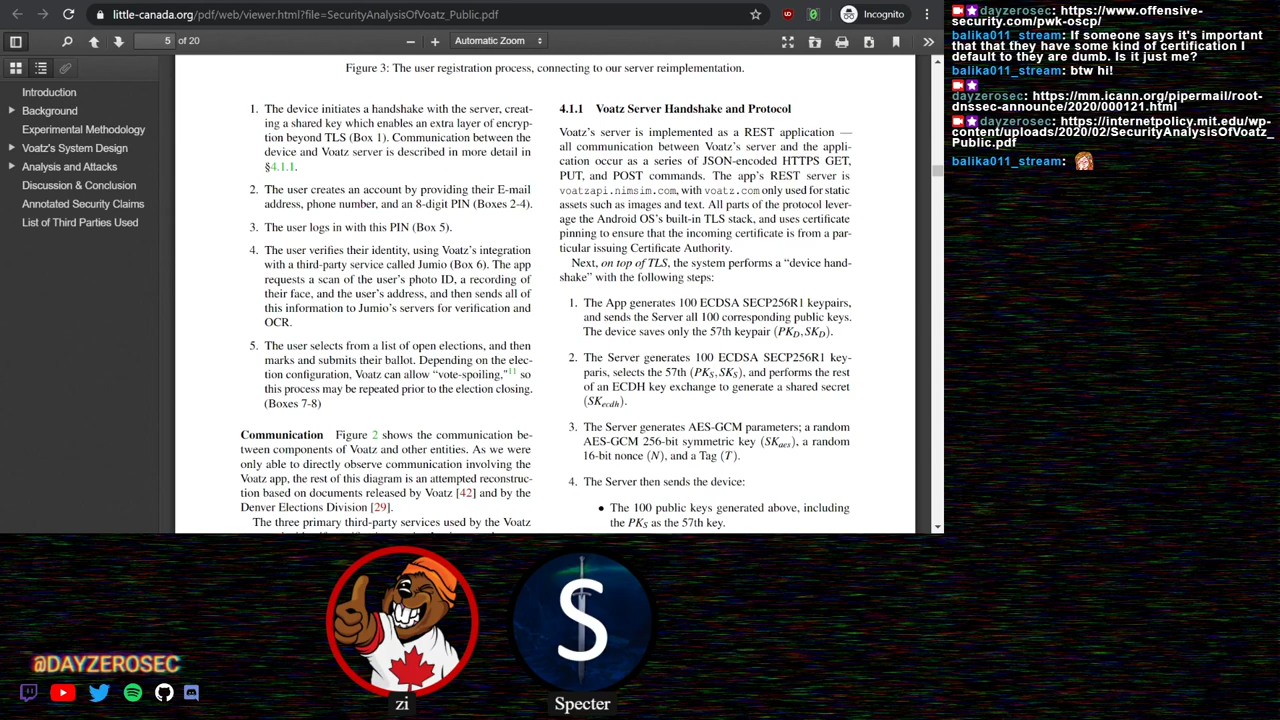 little-canada.org/pdf/web/viewer.html?file=SecurityAnalysisOfVoatz_Public.pdf
Incognito
5 of 20
Automatic Zoom
Introduction
Background
Experimental Methodology
Voatz's System Design
Analysis and Attacks
Discussion & Conclusion
Annotated Security Claims
List of Third Parties Used
Figure 3: The user registration process, connecting to our server reimplementation.
1. The device initiates a handshake with the server, creat-
ing a shared key which enables an extra layer of encryp-
tion beyond TLS (Box 1). Communication between the
device and Voatz server is described in more detail in
§4.1.1.
2. The user creates an account by providing their E-mail
address, phone number, and an 8-digit PIN (Boxes 2-4).
3. The user logs in with this PIN (Box 5).
4. The user verifies their identity, using Voatz's integration
with a third-party service called Jumio (Box 6). The app
requests a scan of the user's photo ID, a recording of
their face, and the user's address, and then sends all of
this information to Jumio's servers for verification and
OCR.
5. The user selects from a list of open elections, and then
marks and submits their ballot. Depending on the elec-
tion configuration, Voatz can allow "vote-spoiling,"11 so
this process may be repeated prior to the election closing.
(Boxes 7-8)
Communication Figure 2 shows the communication be-
tween components of Voatz and other entities. As we were
only able to directly observe communication involving the
Voatz app, the rest of this diagram is an attempted reconstruc-
tion based on documents released by Voatz [42] and by the
Denver Elections Division [29].
The three primary third-party services used by the Voatz
4.1.1 Voatz Server Handshake and Protocol
Voatz's server is implemented as a REST application —
all communication between Voatz's server and the appli-
cation occur as a series of JSON-encoded HTTPS GET,
PUT, and POST commands. The app's REST server is
voatzapi.nimsim.com, with voatz.com only used for static
assets such as images and text. All parts of the protocol lever-
age the Android OS's built-in TLS stack, and uses certificate
pinning to ensure that the incoming certificate is from a par-
ticular issuing Certificate Authority.
Next, on top of TLS, the system performs a "device hand-
shake" with the following steps:
1. The App generates 100 ECDSA SECP256R1 keypairs,
and sends the Server all 100 corresponding public keys.
The device saves only the 57th keypair (PKD, SKD).
2. The Server generates 100 ECDSA SECP256R1 key-
paris, selects the 57th (PKS, SKS), and performs the rest
of an ECDH key exchange to generate a shared secret
(SKecdh).
3. The Server generates AES-GCM parameters; a random
AES-GCM 256-bit symmetric key (SKaes), a random
16-bit nonce (N), and a Tag (T).
4. The Server then sends the device:
• The 100 public keys generated above, including
the PKS as the 57th key.
dayzerosec: https://www.offensive-
security.com/pwk-oscp/
balika011_stream: If someone says it's important
that that they have some kind of certification I
default to they are dumb. Is it just me?
balika011_stream: btw hi!
dayzerosec:
https://mm.icann.org/pipermail/root-
dnssec-announce/2020/000121.html
dayzerosec: https://internetpolicy.mit.edu/wp-
content/uploads/2020/02/SecurityAnalysisOfVoatz_
Public.pdf
balika011_stream:
@DAYZEROSEC
zi
S
Specter